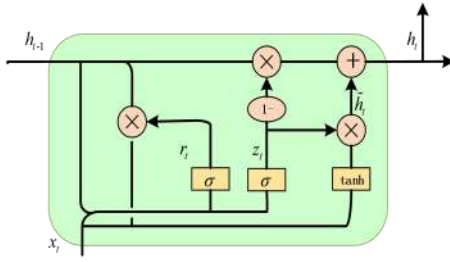 h_{t-1}
h_t
× +
1-
h̃_t
× ×
r_t z_t
σ σ tanh
x_t